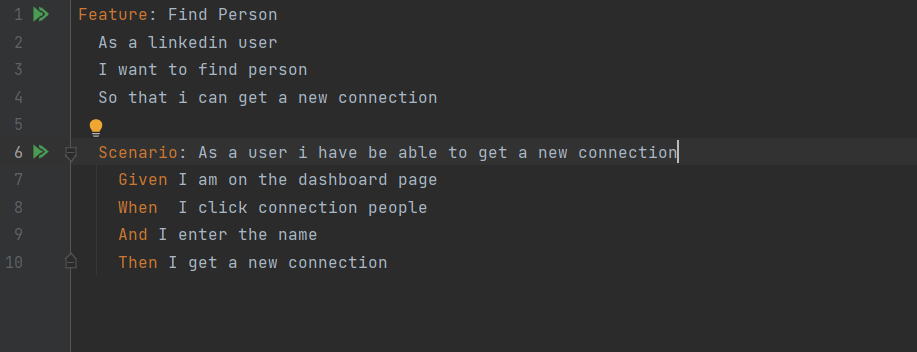 1 Feature: Find Person
2 As a linkedin user
3 I want to find person
4 So that i can get a new connection
5
6 Scenario: As a user i have be able to get a new connection
7 Given I am on the dashboard page
8 When  I click connection people
9 And I enter the name
10 Then I get a new connection